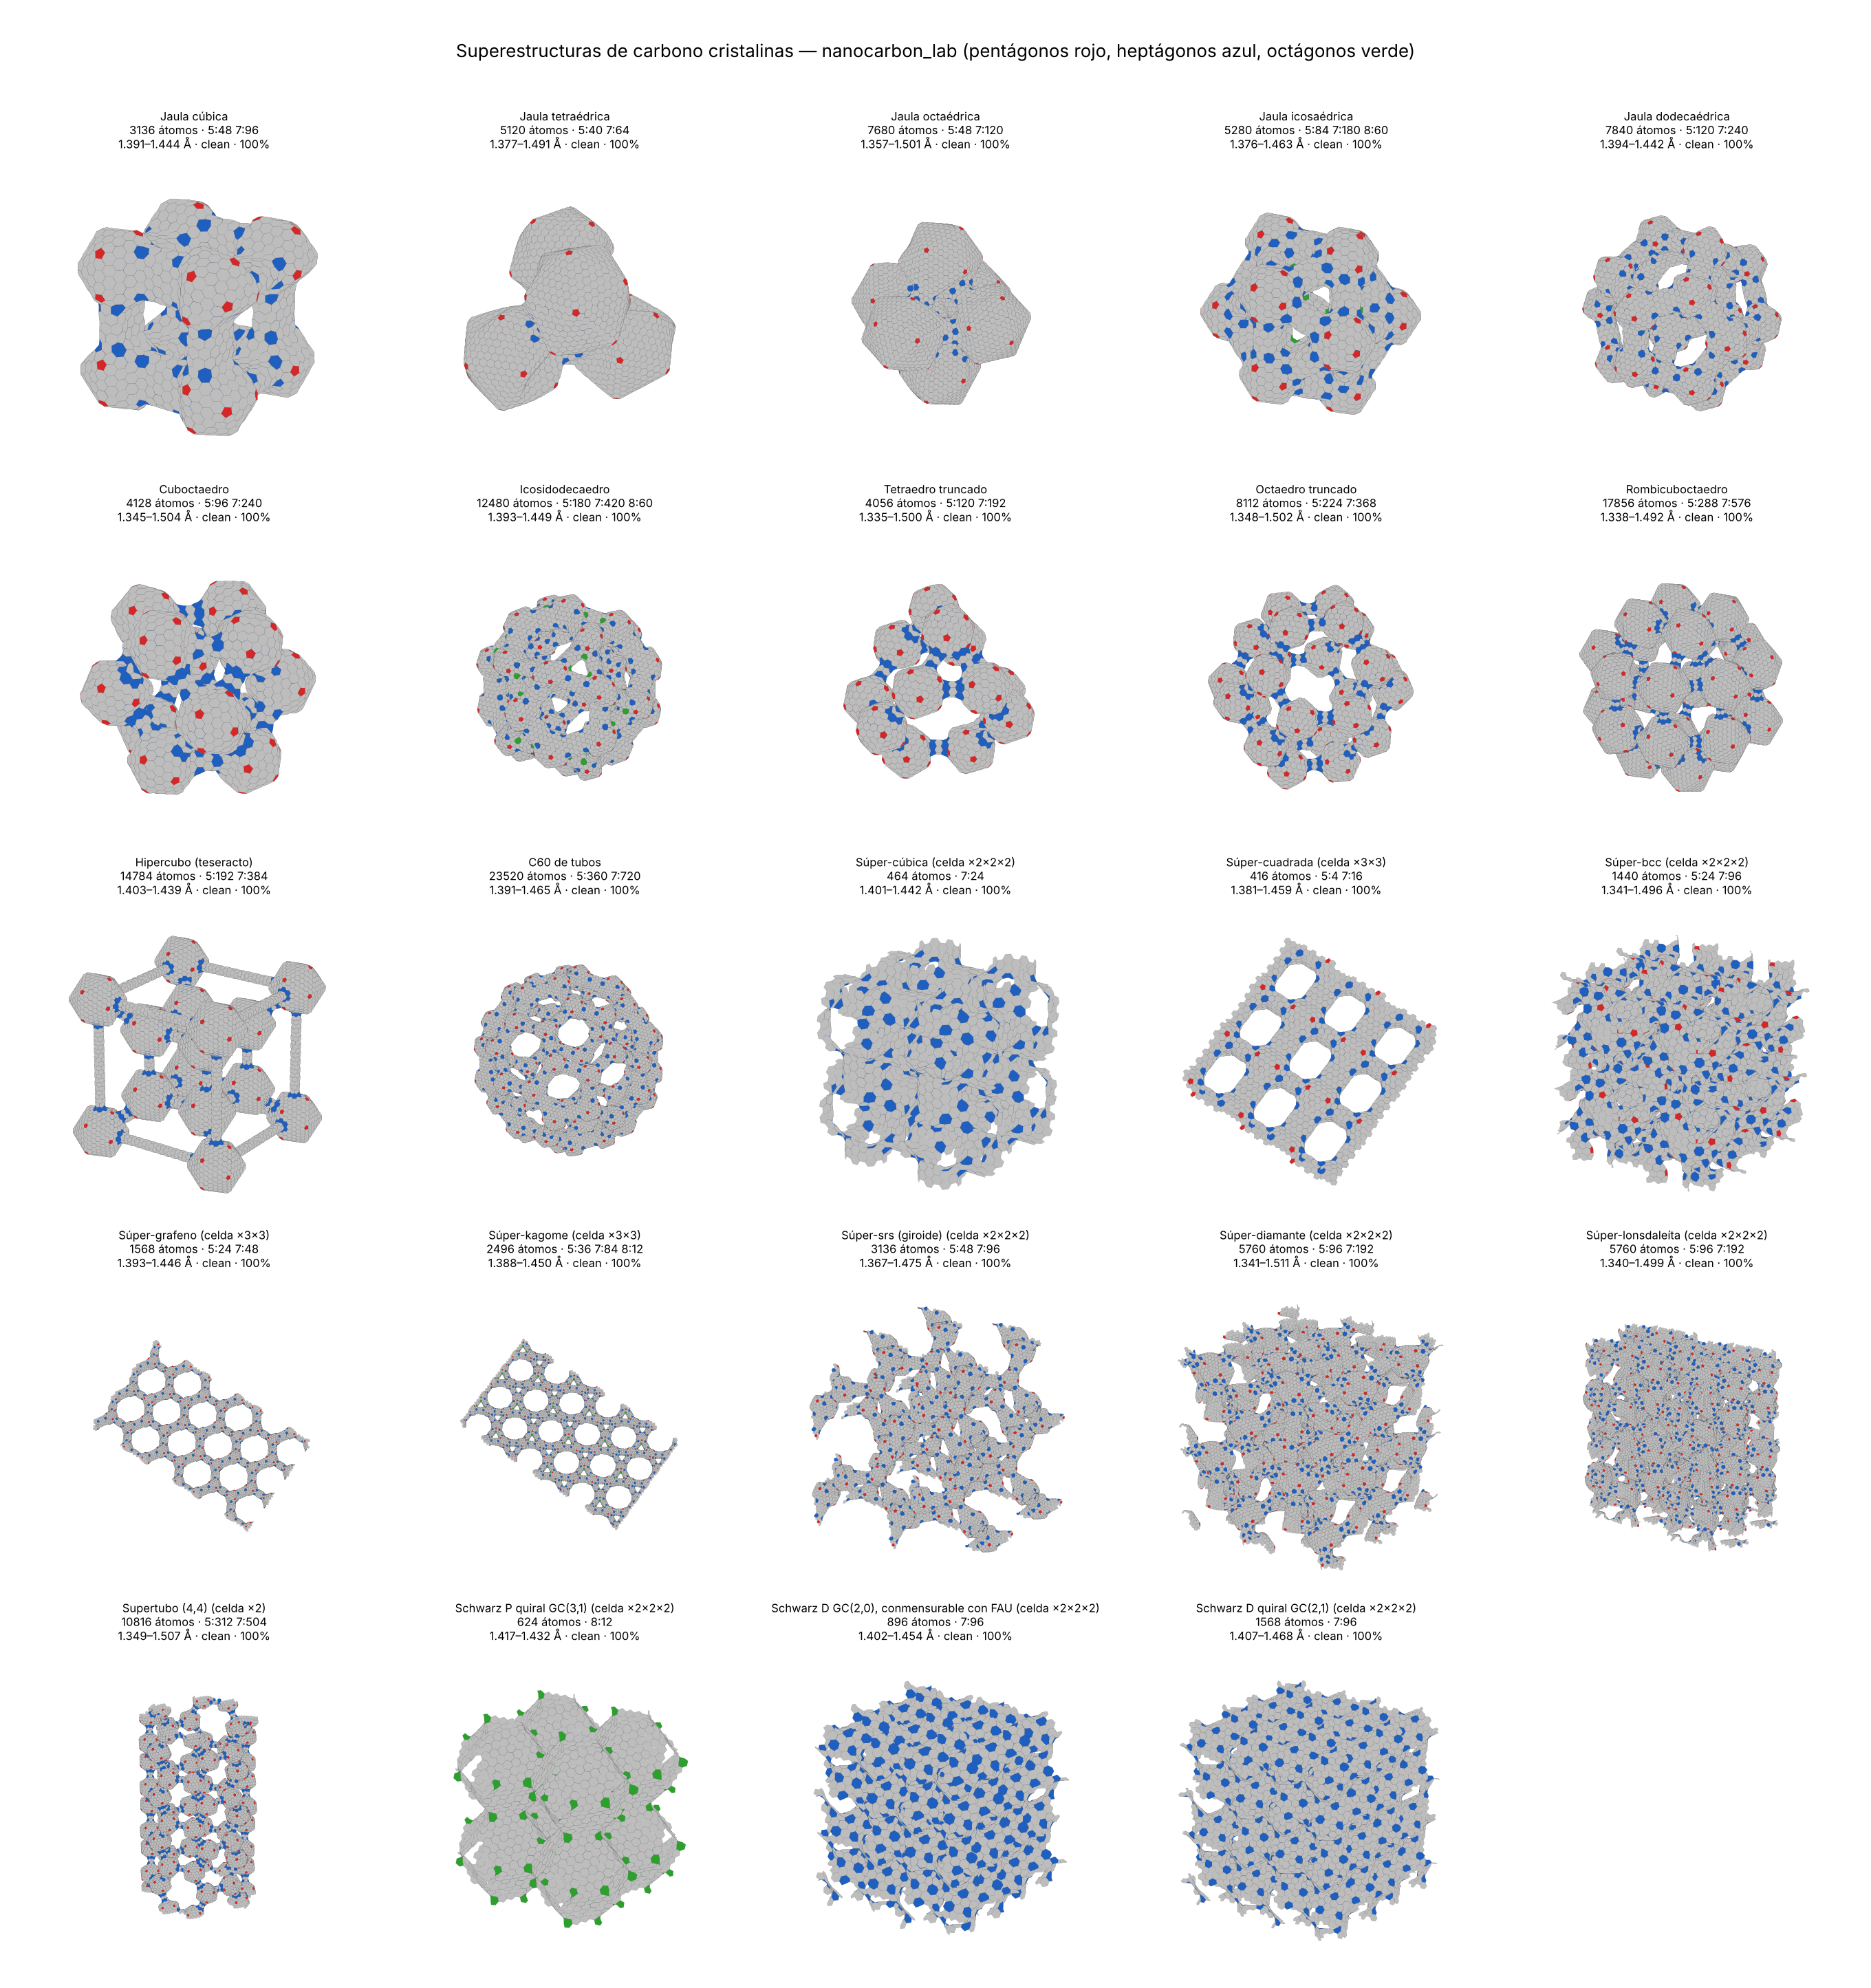 Superestructuras de carbono cristalinas — nanocarbon_lab (pentágonos rojo, heptágonos azul, octágonos verde)
Jaula cúbica
3136 átomos · 5:48 7:96
1.391–1.444 Å · clean · 100%
Jaula tetraédrica
5120 átomos · 5:40 7:64
1.377–1.491 Å · clean · 100%
Jaula octaédrica
7680 átomos · 5:48 7:120
1.357–1.501 Å · clean · 100%
Jaula icosaédrica
5280 átomos · 5:84 7:180 8:60
1.376–1.463 Å · clean · 100%
Jaula dodecaédrica
7840 átomos · 5:120 7:240
1.394–1.442 Å · clean · 100%
Cuboctaedro
4128 átomos · 5:96 7:240
1.345–1.504 Å · clean · 100%
Icosidodecaedro
12480 átomos · 5:180 7:420 8:60
1.393–1.449 Å · clean · 100%
Tetraedro truncado
4056 átomos · 5:120 7:192
1.335–1.500 Å · clean · 100%
Octaedro truncado
8112 átomos · 5:224 7:368
1.348–1.502 Å · clean · 100%
Rombicuboctaedro
17856 átomos · 5:288 7:576
1.338–1.492 Å · clean · 100%
Hipercubo (teseracto)
14784 átomos · 5:192 7:384
1.403–1.439 Å · clean · 100%
C60 de tubos
23520 átomos · 5:360 7:720
1.391–1.465 Å · clean · 100%
Súper-cúbica (celda ×2×2×2)
464 átomos · 7:24
1.401–1.442 Å · clean · 100%
Súper-cuadrada (celda ×3×3)
416 átomos · 5:4 7:16
1.381–1.459 Å · clean · 100%
Súper-bcc (celda ×2×2×2)
1440 átomos · 5:24 7:96
1.341–1.496 Å · clean · 100%
Súper-grafeno (celda ×3×3)
1568 átomos · 5:24 7:48
1.393–1.446 Å · clean · 100%
Súper-kagome (celda ×3×3)
2496 átomos · 5:36 7:84 8:12
1.388–1.450 Å · clean · 100%
Súper-srs (giroide) (celda ×2×2×2)
3136 átomos · 5:48 7:96
1.367–1.475 Å · clean · 100%
Súper-diamante (celda ×2×2×2)
5760 átomos · 5:96 7:192
1.341–1.511 Å · clean · 100%
Súper-lonsdaleíta (celda ×2×2×2)
5760 átomos · 5:96 7:192
1.340–1.499 Å · clean · 100%
Supertubo (4,4) (celda ×2)
10816 átomos · 5:312 7:504
1.349–1.507 Å · clean · 100%
Schwarz P quiral GC(3,1) (celda ×2×2×2)
624 átomos · 8:12
1.417–1.432 Å · clean · 100%
Schwarz D GC(2,0), conmensurable con FAU (celda ×2×2×2)
896 átomos · 7:96
1.402–1.454 Å · clean · 100%
Schwarz D quiral GC(2,1) (celda ×2×2×2)
1568 átomos · 7:96
1.407–1.468 Å · clean · 100%